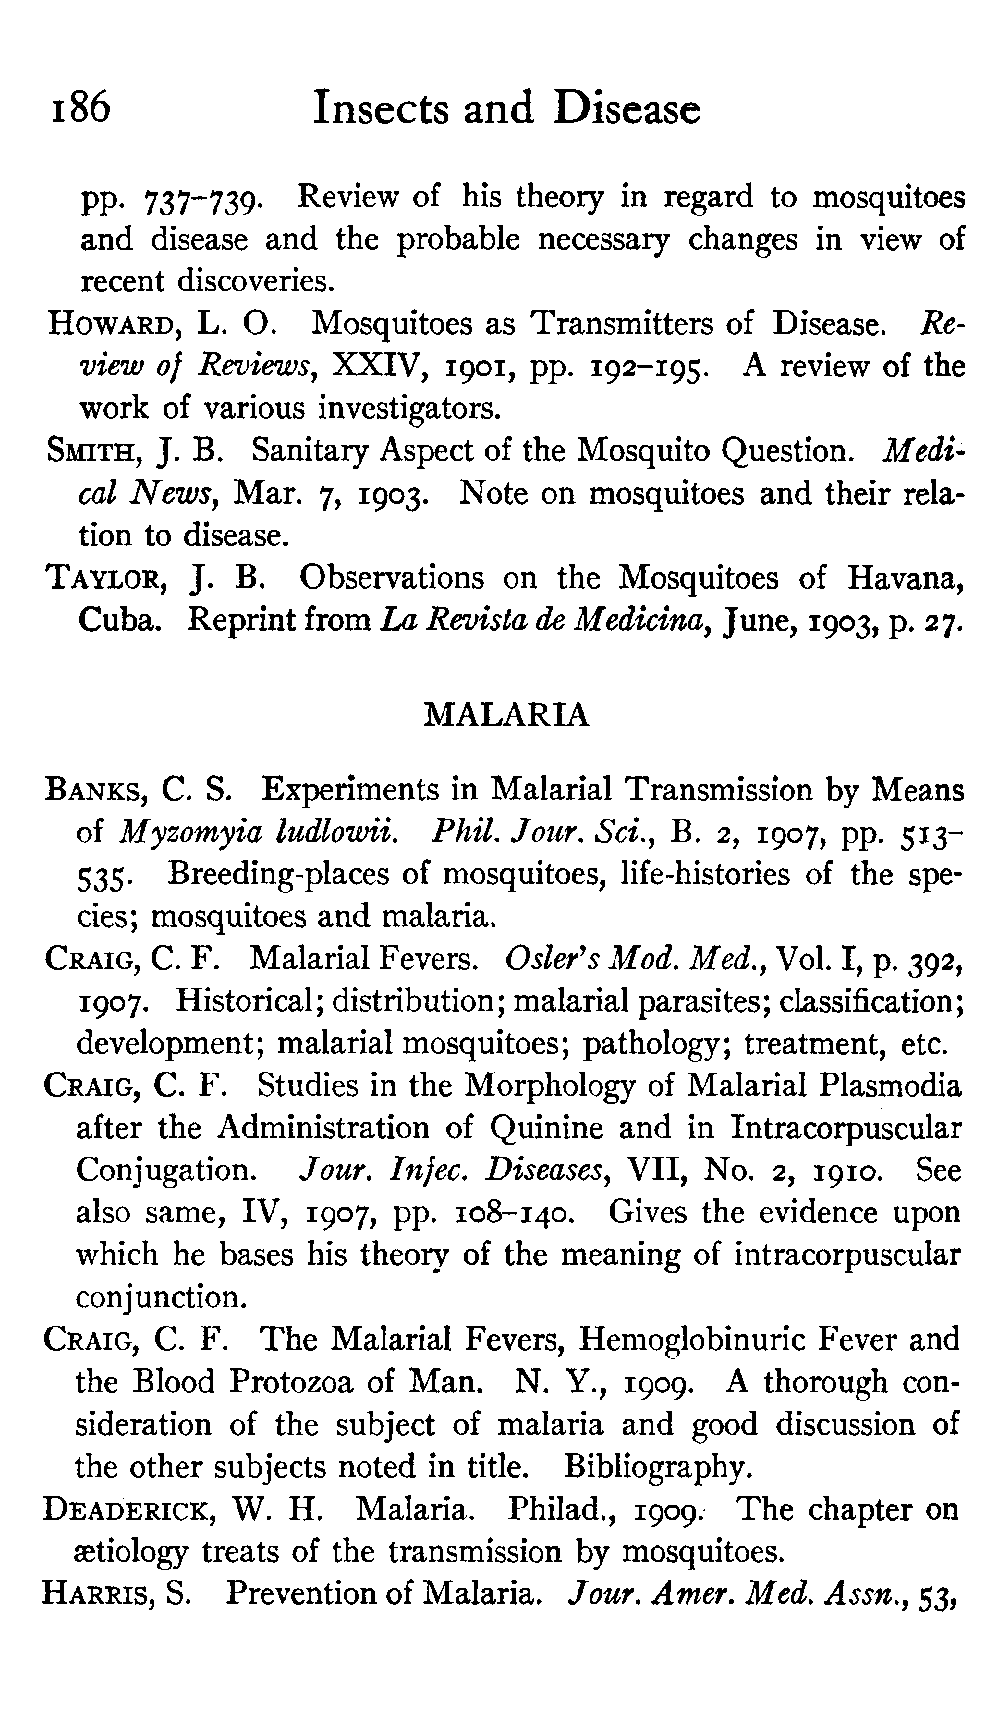 186 Insects and Disease
pp. 737–739. Review of his theory in regard to mosquitoes
and disease and the probable necessary changes in view of
recent discoveries.
HOWARD, L. O. Mosquitoes as Transmitters of Disease. Re-
view of Reviews, XXIV, 1901, pp. 192–195. A review of the
work of various investigators.
SMITH, J. B. Sanitary Aspect of the Mosquito Question. Medi-
cal News, Mar. 7, 1903. Note on mosquitoes and their rela-
tion to disease.
TAYLOR, J. B. Observations on the Mosquitoes of Havana,
Cuba. Reprint from La Revista de Medicina, June, 1903, p. 27.
MALARIA
BANKS, C. S. Experiments in Malarial Transmission by Means
of Myzomyia ludlowii. Phil. Jour. Sci., B. 2, 1907, pp. 513–
535. Breeding-places of mosquitoes, life-histories of the spe-
cies; mosquitoes and malaria.
CRAIG, C. F. Malarial Fevers. Osler's Mod. Med., Vol. I, p. 392,
1907. Historical; distribution; malarial parasites; classification;
development; malarial mosquitoes; pathology; treatment, etc.
CRAIG, C. F. Studies in the Morphology of Malarial Plasmodia
after the Administration of Quinine and in Intracorpuscular
Conjugation. Jour. Injec. Diseases, VII, No. 2, 1910. See
also same, IV, 1907, pp. 108–140. Gives the evidence upon
which he bases his theory of the meaning of intracorpuscular
conjunction.
CRAIG, C. F. The Malarial Fevers, Hemoglobinuric Fever and
the Blood Protozoa of Man. N. Y., 1909. A thorough con-
sideration of the subject of malaria and good discussion of
the other subjects noted in title. Bibliography.
DEADERICK, W. H. Malaria. Philad., 1909. The chapter on
ætiology treats of the transmission by mosquitoes.
HARRIS, S. Prevention of Malaria. Jour. Amer. Med. Assn., 53,